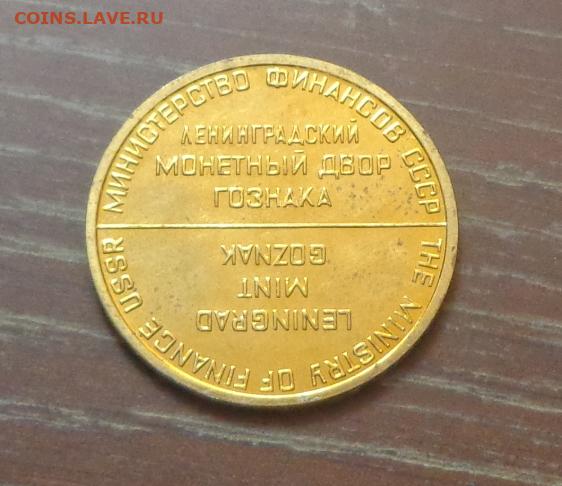 COINS.LAVE.RU
МИНИСТЕРСТВО ФИНАНСОВ СССР
ЛЕНИНГРАДСКИЙ
МОНЕТНЫЙ ДВОР
ГОЗНАКА
THE MINISTRY OF FINANCE USSR
LENINGRAD
MINT
GOZNAK